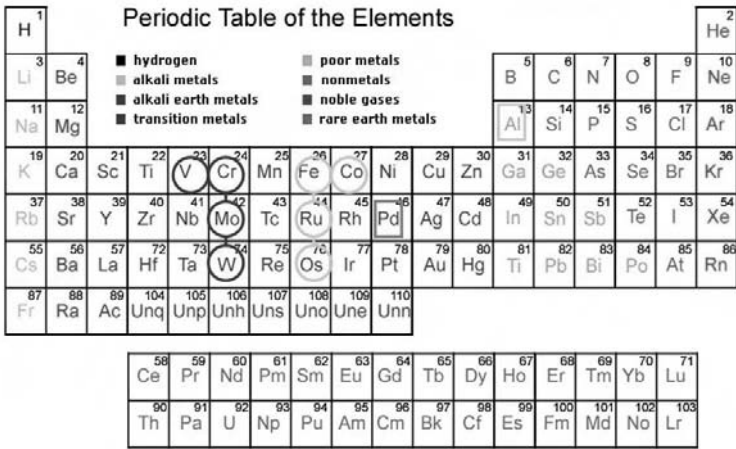 Periodic Table of the Elements
hydrogen
alkali metals
alkali earth metals
transition metals
poor metals
nonmetals
noble gases
rare earth metals
1 2
H He
3 4 5 6 7 8 9 10
Li Be B C N O F Ne
11 12 13 14 15 16 17 18
Na Mg Al Si P S Cl Ar
19 20 21 22 23 24 25 26 27 28 29 30 31 32 33 34 35 36
K Ca Sc Ti V Cr Mn Fe Co Ni Cu Zn Ga Ge As Se Br Kr
37 38 39 40 41 42 43 44 45 46 47 48 49 50 51 52 53 54
Rb Sr Y Zr Nb Mo Tc Ru Rh Pd Ag Cd In Sn Sb Te I Xe
55 56 57 72 73 74 75 76 77 78 79 80 81 82 83 84 85 86
Cs Ba La Hf Ta W Re Os Ir Pt Au Hg Ti Pb Bi Po At Rn
87 88 89 104 105 106 107 108 109 110
Fr Ra Ac Unq Unp Unh Uns Uno Une Unn
58 59 60 61 62 63 64 65 66 67 68 69 70 71
Ce Pr Nd Pm Sm Eu Gd Tb Dy Ho Er Tm Yb Lu
90 91 92 93 94 95 96 97 98 99 100 101 102 103
Th Pa U Np Pu Am Cm Bk Cf Es Fm Md No Lr